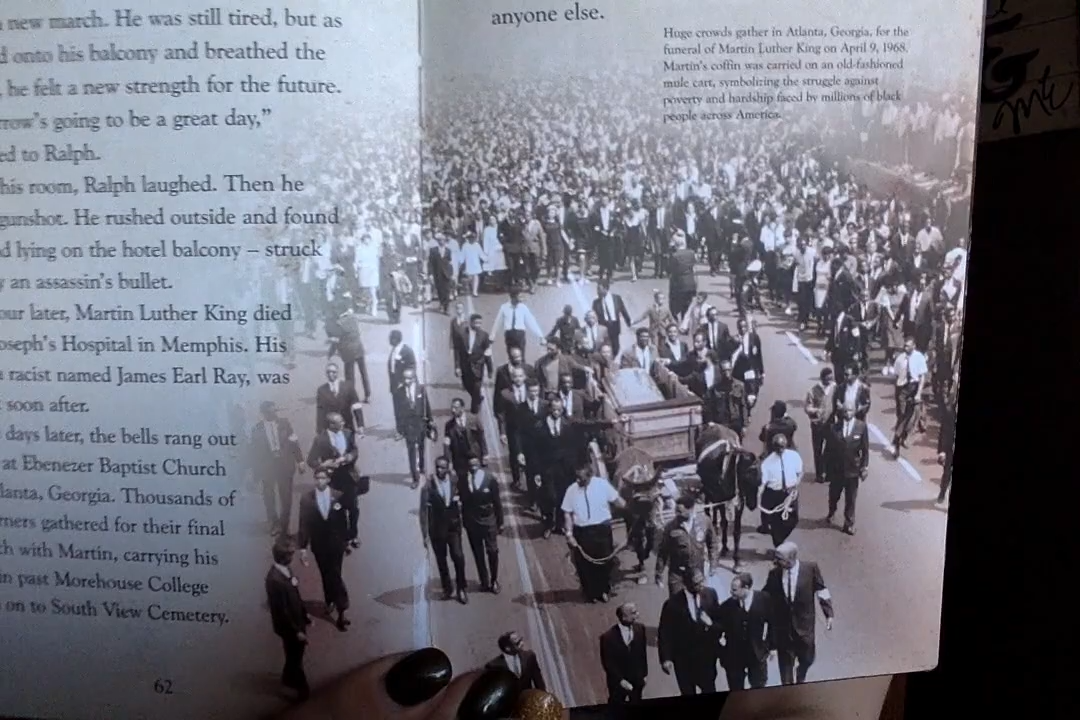 new march. He was still tired, but as
onto his balcony and breathed the
he felt a new strength for the future.
row's going to be a great day,"
ed to Ralph.
his room, Ralph laughed. Then he
gunshot. He rushed outside and found
d lying on the hotel balcony – struck
an assassin's bullet.
our later, Martin Luther King died
oseph's Hospital in Memphis. His
racist named James Earl Ray, was
soon after.
days later, the bells rang out
at Ebenezer Baptist Church
lanta, Georgia. Thousands of
rners gathered for their final
ch with Martin, carrying his
in past Morehouse College
on to South View Cemetery.
62
anyone else.
Huge crowds gather in Atlanta, Georgia, for the
funeral of Martin Luther King on April 9, 1968.
Martin's coffin was carried on an old-fashioned
mule cart, symbolizing the struggle against
poverty and hardship faced by millions of black
people across America.